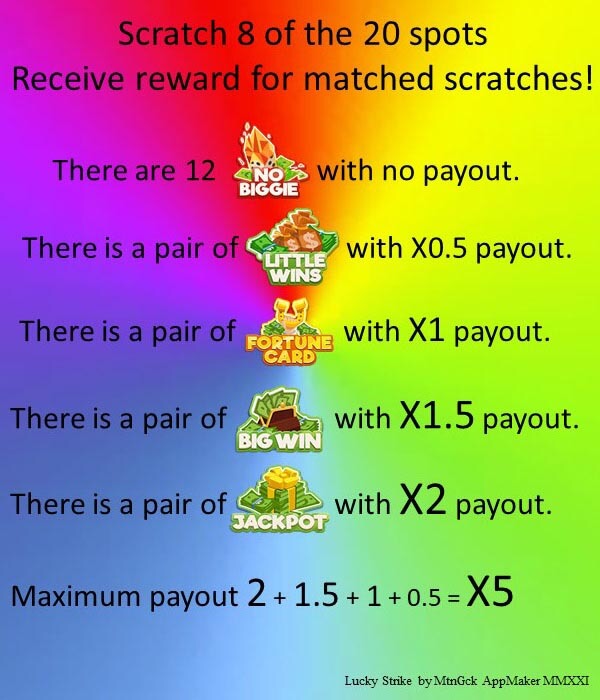 Scratch 8 of the 20 spots
Receive reward for matched scratches!
There are 12 NO BIGGIE with no payout.
There is a pair of LITTLE WINS with X0.5 payout.
There is a pair of FORTUNE CARD with X1 payout.
There is a pair of BIG WIN with X1.5 payout.
There is a pair of JACKPOT with X2 payout.
Maximum payout 2 + 1.5 + 1 + 0.5 = X5
Lucky Strike by MtnGck AppMaker MMXXI